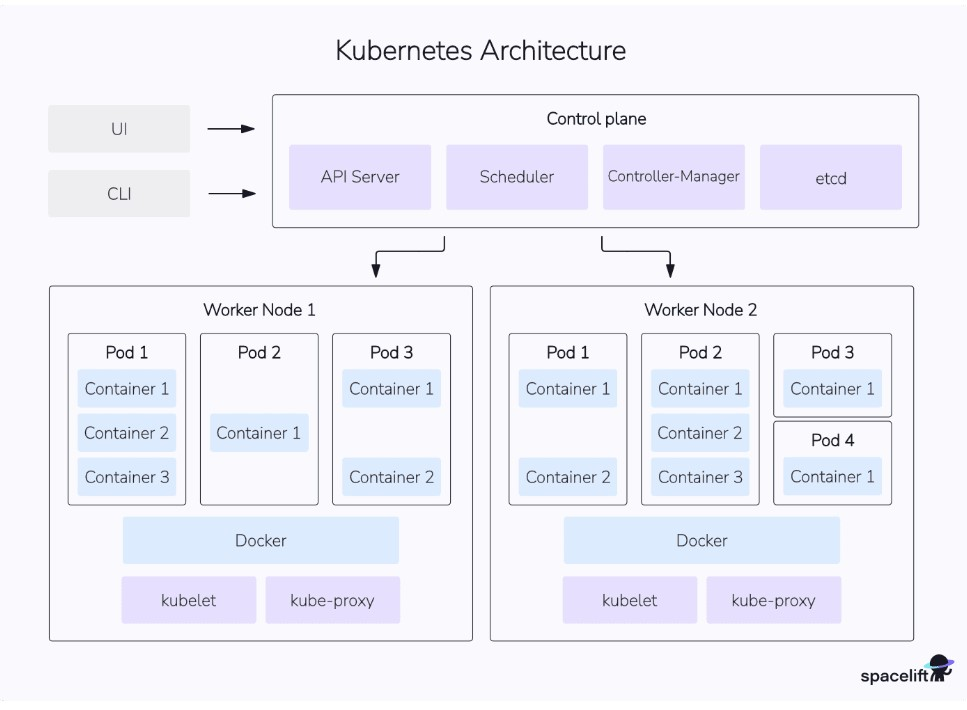 Kubernetes Architecture
UI
CLI
Control plane
API Server
Scheduler
Controller-Manager
etcd
Worker Node 1
Pod 1
Container 1
Container 2
Container 3
Pod 2
Container 1
Pod 3
Container 1
Container 2
Docker
kubelet
kube-proxy
Worker Node 2
Pod 1
Container 1
Container 2
Pod 2
Container 1
Container 2
Container 3
Pod 3
Container 1
Pod 4
Container 1
Docker
kubelet
kube-proxy
spacelift